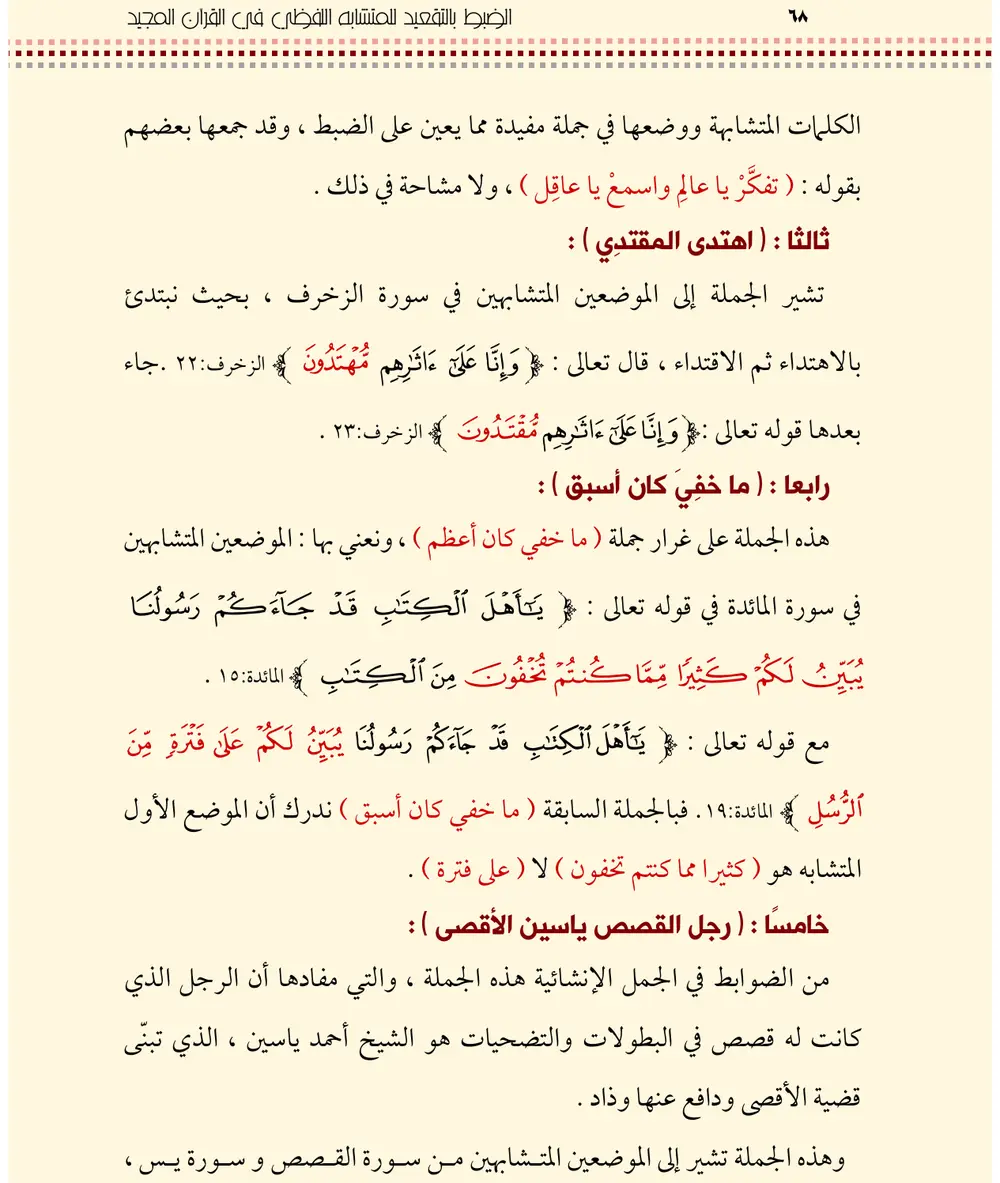 ٦٨ الضبط بالتقعيد للمتشابه اللفظي في القرآن المجيد
الكلمات المتشابهة ووضعها في جملة مفيدة مما يعين على الضبط ، وقد جمعها بعضهم
بقوله : ( تفكَّرْ يا عالِمِ واسمعْ يا عاقِل ) ، ولا مشاحة في ذلك .
ثالثا : ( اهتدى المقتدِي ) :
تشير الجملة إلى الموضعين المتشابهين في سورة الزخرف ، بحيث نبتدئ
بالاهتداء ثم الاقتداء ، قال تعالى : ﴿ وَإِنَّا عَلَىٰٓ ءَاثَٰرِهِم مُّهْتَدُونَ ﴾ الزخرف:٢٢ .جاء
بعدها قوله تعالى :﴿ وَإِنَّا عَلَىٰٓ ءَاثَٰرِهِم مُّقْتَدُونَ ﴾ الزخرف:٢٣ .
رابعا : ( ما خفِيَ كان أسبق ) :
هذه الجملة على غرار جملة ( ما خفي كان أعظم ) ، ونعني بها : الموضعين المتشابهين
في سورة المائدة في قوله تعالى : ﴿ يَٰٓأَهْلَ ٱلْكِتَٰبِ قَدْ جَآءَكُمْ رَسُولُنَا
يُبَيِّنُ لَكُمْ كَثِيرًا مِّمَّا كُنتُمْ تُخْفُونَ مِنَ ٱلْكِتَٰبِ ﴾ المائدة:١٥ .
مع قوله تعالى : ﴿ يَٰٓأَهْلَ ٱلْكِتَٰبِ قَدْ جَآءَكُمْ رَسُولُنَا يُبَيِّنُ لَكُمْ عَلَىٰ فَتْرَةٍ مِّنَ
ٱلرُّسُلِ ﴾ المائدة:١٩. فبالجملة السابقة ( ما خفي كان أسبق ) ندرك أن الموضع الأول
المتشابه هو ( كثيرا مما كنتم تخفون ) لا ( على فترة ) .
خامسًا : ( رجل القصص ياسين الأقصى ) :
من الضوابط في الجمل الإنشائية هذه الجملة ، والتي مفادها أن الرجل الذي
كانت له قصص في البطولات والتضحيات هو الشيخ أحمد ياسين ، الذي تبنّى
قضية الأقصى ودافع عنها وذاد .
وهذه الجملة تشير إلى الموضعين المتـشابهين مـن سـورة القـصص و سـورة يـس ،